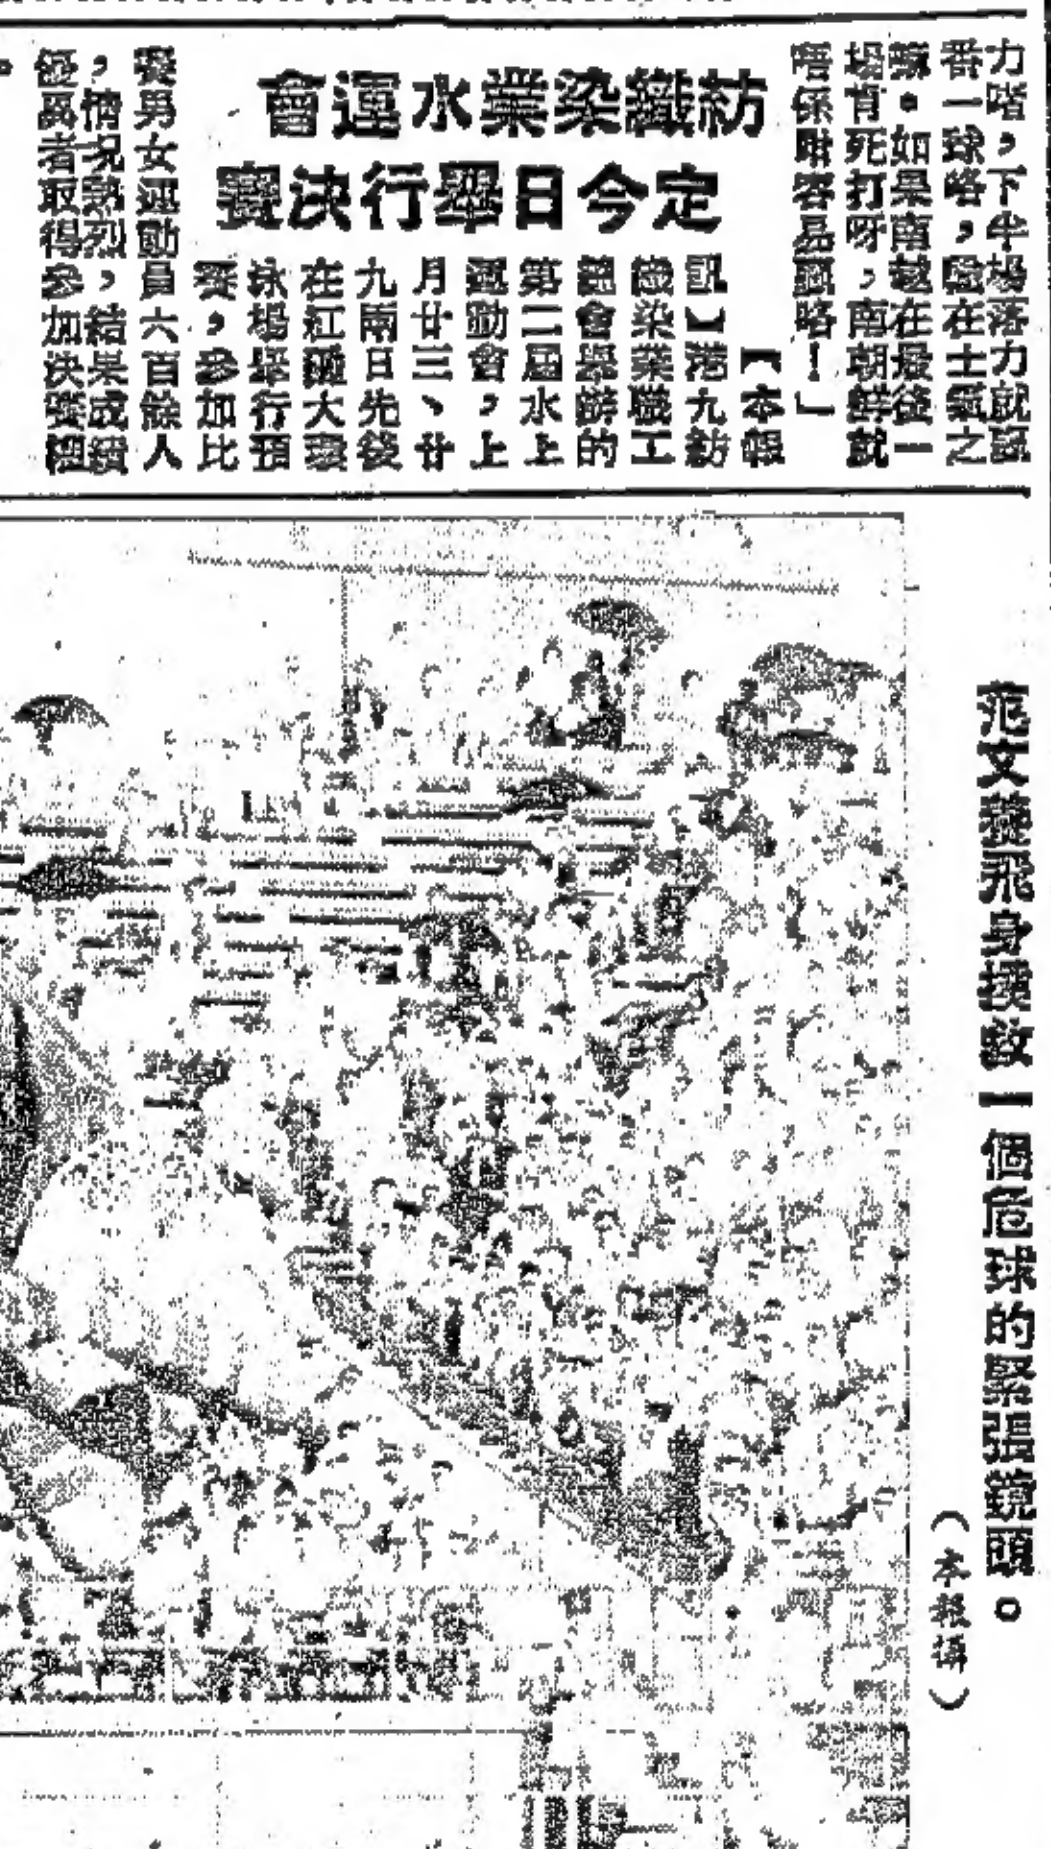 力喈，下半場落力就訊
番一球咯，驗在士氣之
嘛。如果南越在最後一
場肯死打呀，南朝鮮就
唔係咁容易贏咯！」
紡織染業水運會
定今日舉行決賽
【本報
訊】港九紡
織染業職工
總會舉辦的
第二屆水上
運動會，上
月廿三、廿
九兩日先後
在紅磡大環
泳場舉行預
賽，參加比
賽男女運動員六百餘人
，情況熱烈，結果成績
優異者取得參加決賽權
。
范文 飛身撲救一個危球的緊張鏡頭。
（本報攝）